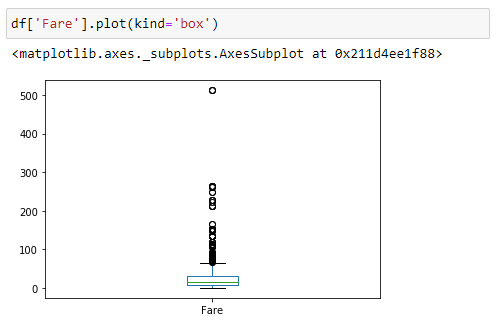 df['Fare'].plot(kind='box')
<matplotlib.axes._subplots.AxesSubplot at 0x211d4ee1f88>
500
400
300
200
100
0
Fare